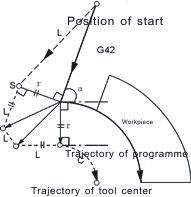 Position of start
L
G42
S
r
a
Workpiece
L
r
Trajectory of programme
L
C
Trajectory of tool center